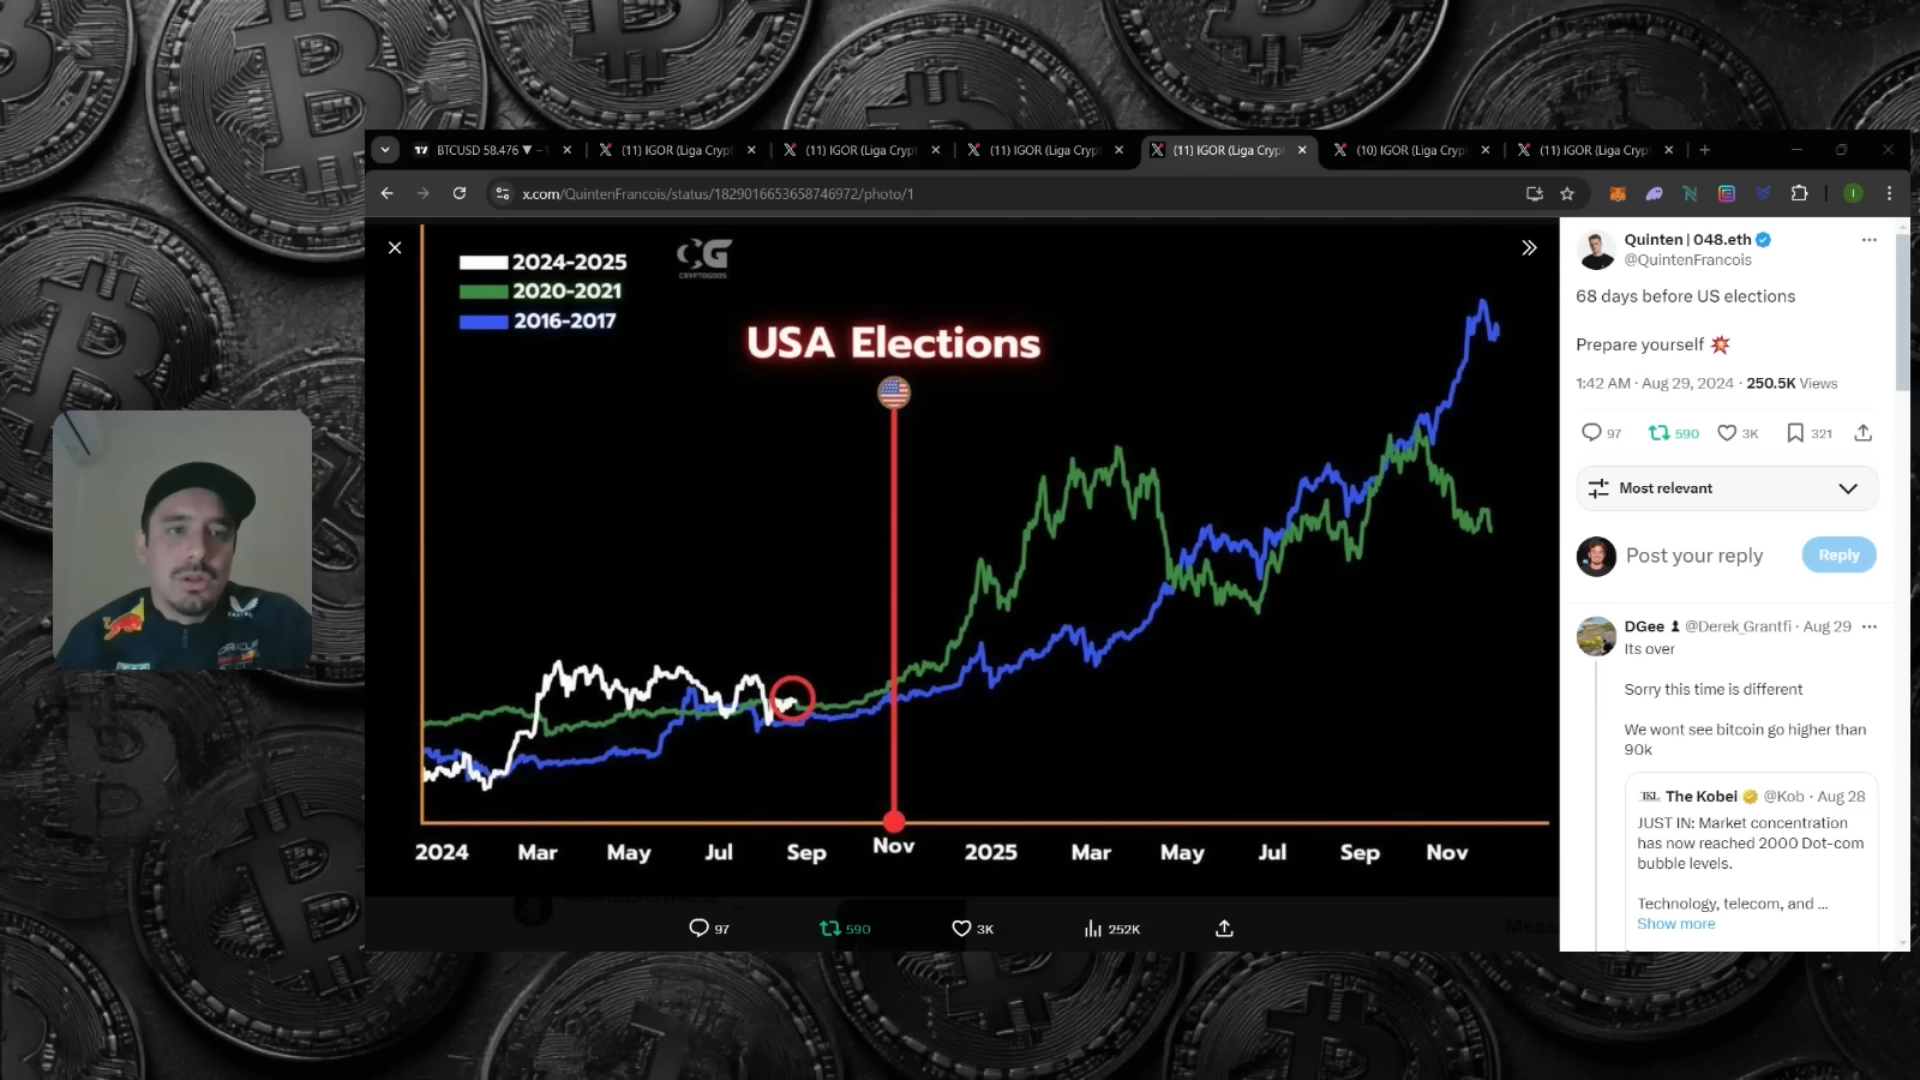 BTCUSD 58.476 ▼
(11) IGOR (Liga Cryp
(11) IGOR (Liga Cryp
(11) IGOR (Liga Cryp
(11) IGOR (Liga Cryp
(10) IGOR (Liga Cryp
(11) IGOR (Liga Cryp
x.com/QuintenFrancois/status/1829016653658746972/photo/1
2024-2025
2020-2021
2016-2017
CG
CRYPTOGOOS
USA Elections
2024
Mar
May
Jul
Sep
Nov
2025
Mar
May
Jul
Sep
Nov
97
590
3K
252K
Quinten | 048.eth
@QuintenFrancois
68 days before US elections
Prepare yourself
1:42 AM · Aug 29, 2024 · 250.5K Views
97
590
3K
321
Most relevant
Post your reply
Reply
DGee @Derek_Grantfi · Aug 29
Its over
Sorry this time is different
We wont see bitcoin go higher than
90k
TKL The Kobei @Kob · Aug 28
JUST IN: Market concentration
has now reached 2000 Dot-com
bubble levels.
Technology, telecom, and ...
Show more
ORACLE